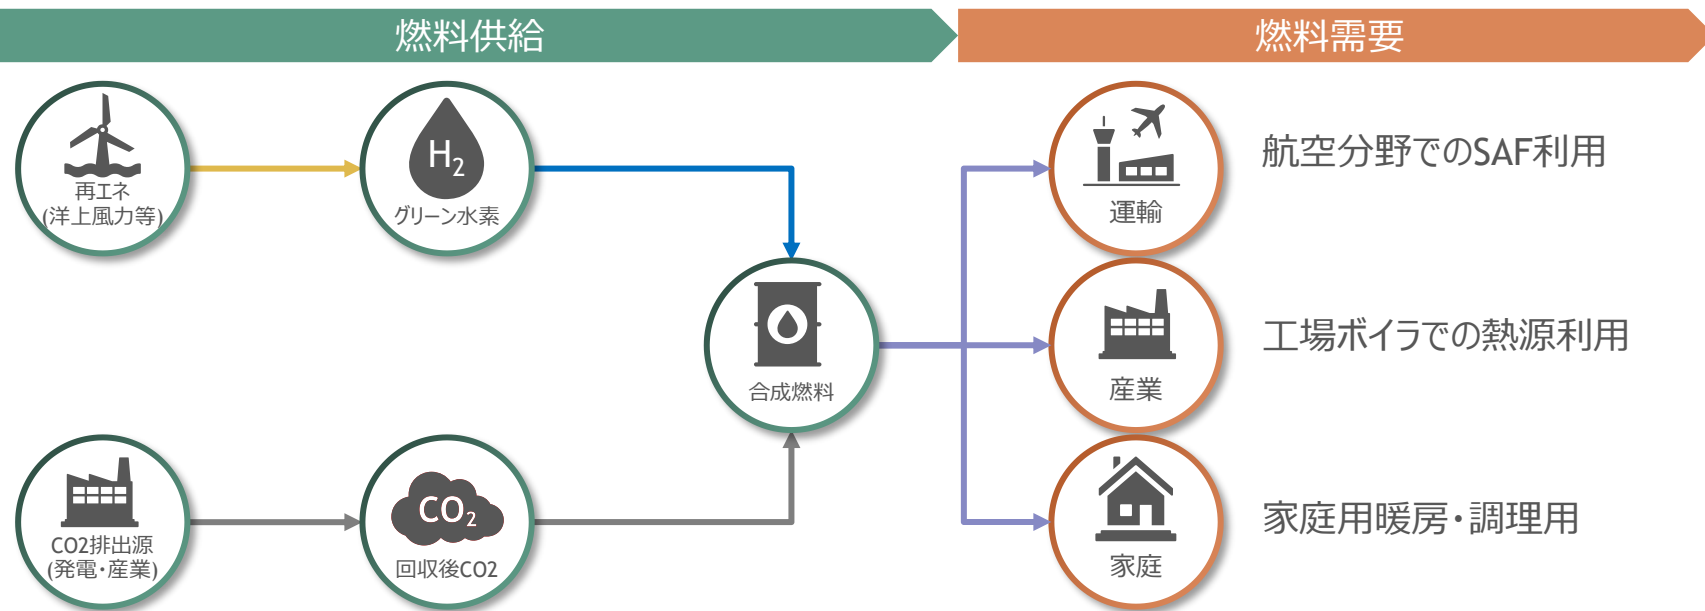 燃料供給
燃料需要
再エネ
(洋上風力等)
H2
グリーン水素
運輸
航空分野でのSAF利用
合成燃料
産業
工場ボイラでの熱源利用
CO2排出源
(発電・産業)
CO2
回収後CO2
家庭
家庭用暖房・調理用